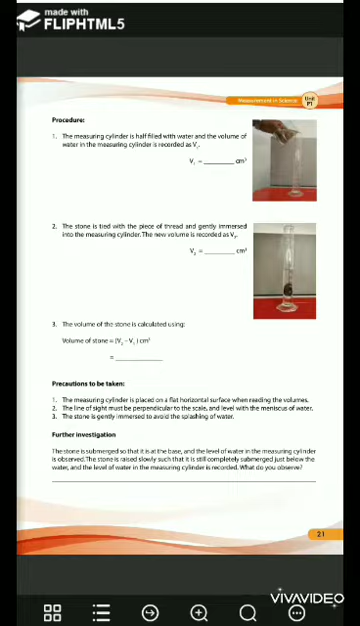 made with
FLIPHTML5
Measurement in Science
Unit
P1
Procedure:
1. The measuring cylinder is half filled with water and the volume of
water in the measuring cylinder is recorded as V₁.
V₁ = ________ cm³
2. The stone is tied with the piece of thread and gently immersed
into the measuring cylinder. The new volume is recorded as V₂.
V₂ = ________ cm³
3. The volume of the stone is calculated using:
Volume of stone = (V₂ – V₁) cm³
= ____________
Precautions to be taken:
1. The measuring cylinder is placed on a flat horizontal surface when reading the volumes.
2. The line of sight must be perpendicular to the scale, and level with the meniscus of water.
3. The stone is gently immersed to avoid the splashing of water.
Further investigation
The stone is submerged so that it is at the base, and the level of water in the measuring cylinder
is observed. The stone is raised slowly such that it is still completely submerged just below the
water, and the level of water in the measuring cylinder is recorded. What do you observe?
21
VIVAVIDEO